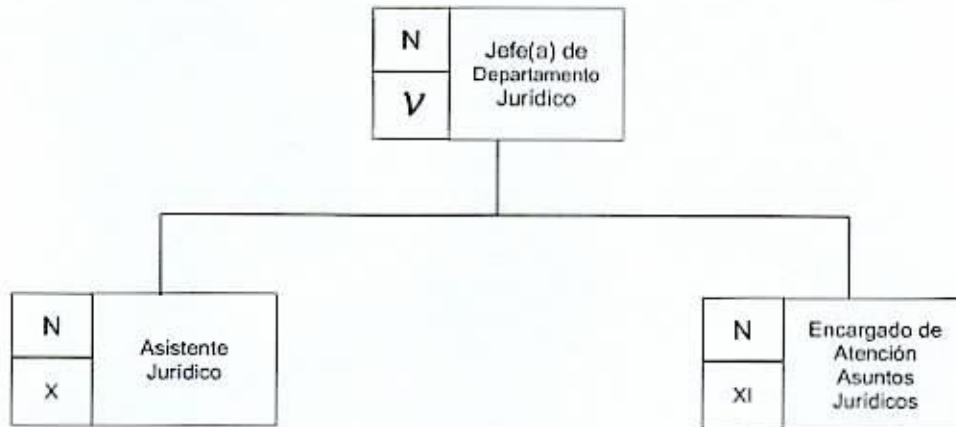 N
V
Jefe(a) de
Departamento
Jurídico
N
X
Asistente
Jurídico
N
XI
Encargado de
Atención
Asuntos
Jurídicos